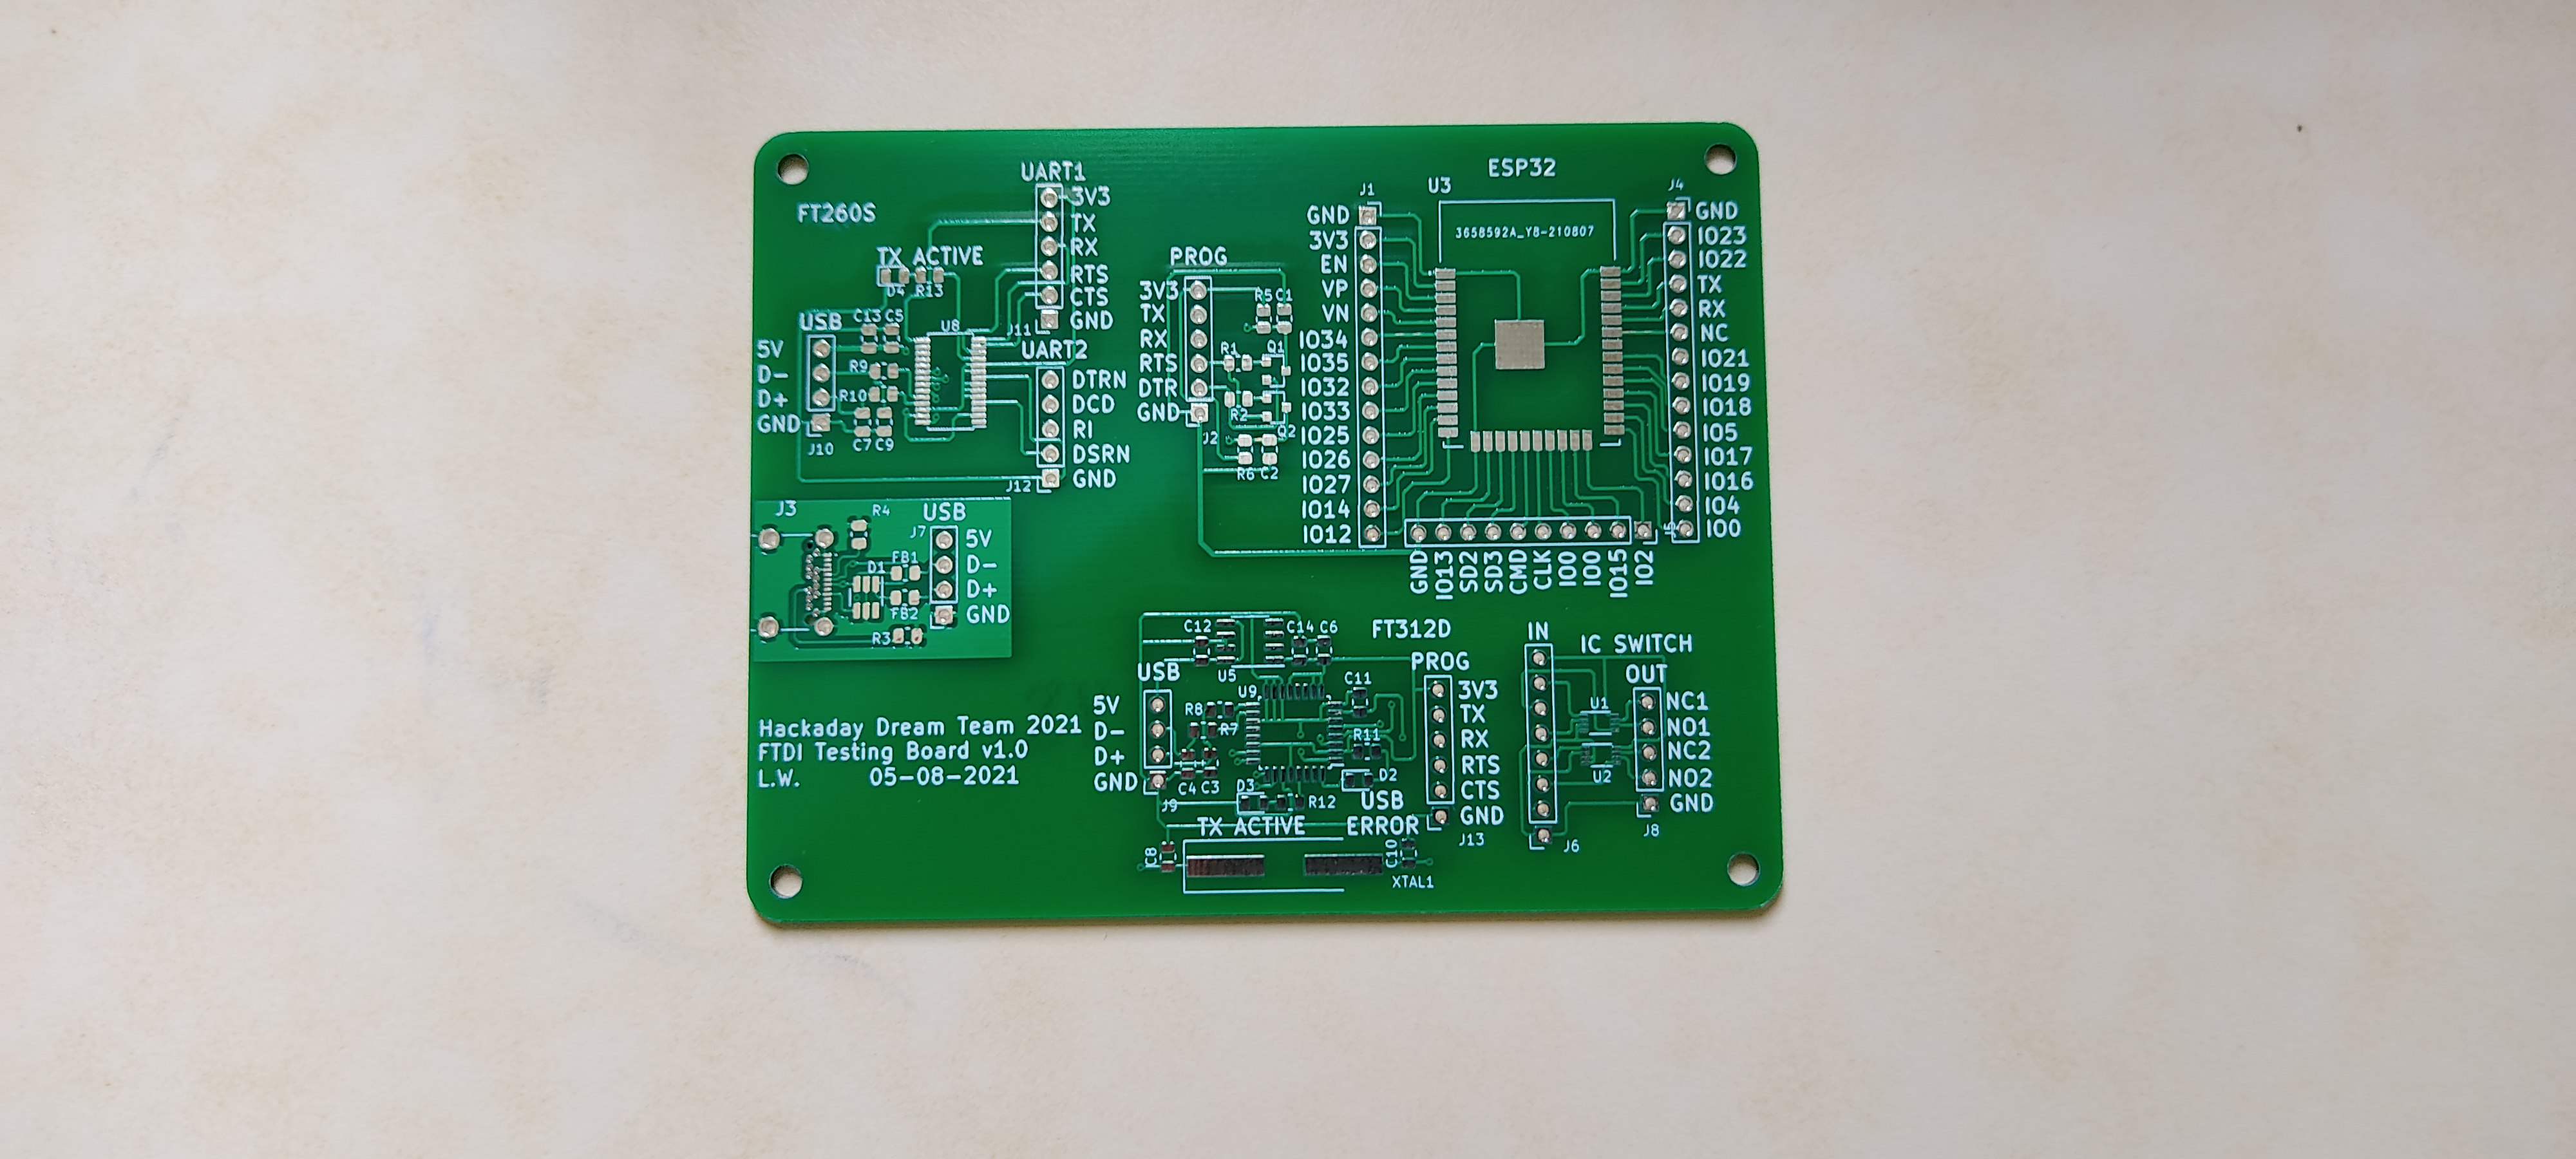 FT260S
UART1
3V3
TX
RX
RTS
CTS
GND
J11
TX ACTIVE
D4 R13
USB
C13 C5
U8
5V
D-
D+
GND
R9
R10
C7 C9
J10
UART2
DTRN
DCD
RI
DSRN
GND
J12
PROG
3V3
TX
RX
RTS
DTR
GND
J2
R5 C1
R1
Q1
R2
Q2
R6 C2
ESP32
J1
U3
J4
3658592A_Y8-210807
GND
3V3
EN
VP
VN
IO34
IO35
IO32
IO33
IO25
IO26
IO27
IO14
IO12
GND
IO23
IO22
TX
RX
NC
IO21
IO19
IO18
IO5
IO17
IO16
IO4
IO0
J5
GND
IO13
SD2
SD3
CMD
CLK
IO0
IO0
IO15
IO2
J3
R4
USB
J7
5V
D-
D+
GND
FB1
D1
FB2
R3
Hackaday Dream Team 2021
FTDI Testing Board v1.0
L.W. 05-08-2021
FT312D
C12
C14 C6
U5
USB
5V
D-
D+
GND
J9
U9
C11
R8
R7
R11
C4 C3
D3
R12
D2
USB
ERROR
TX ACTIVE
C8
C10
XTAL1
PROG
3V3
TX
RX
RTS
CTS
GND
J13
IN
IC SWITCH
OUT
U1
U2
NC1
NO1
NC2
NO2
GND
J6
J8